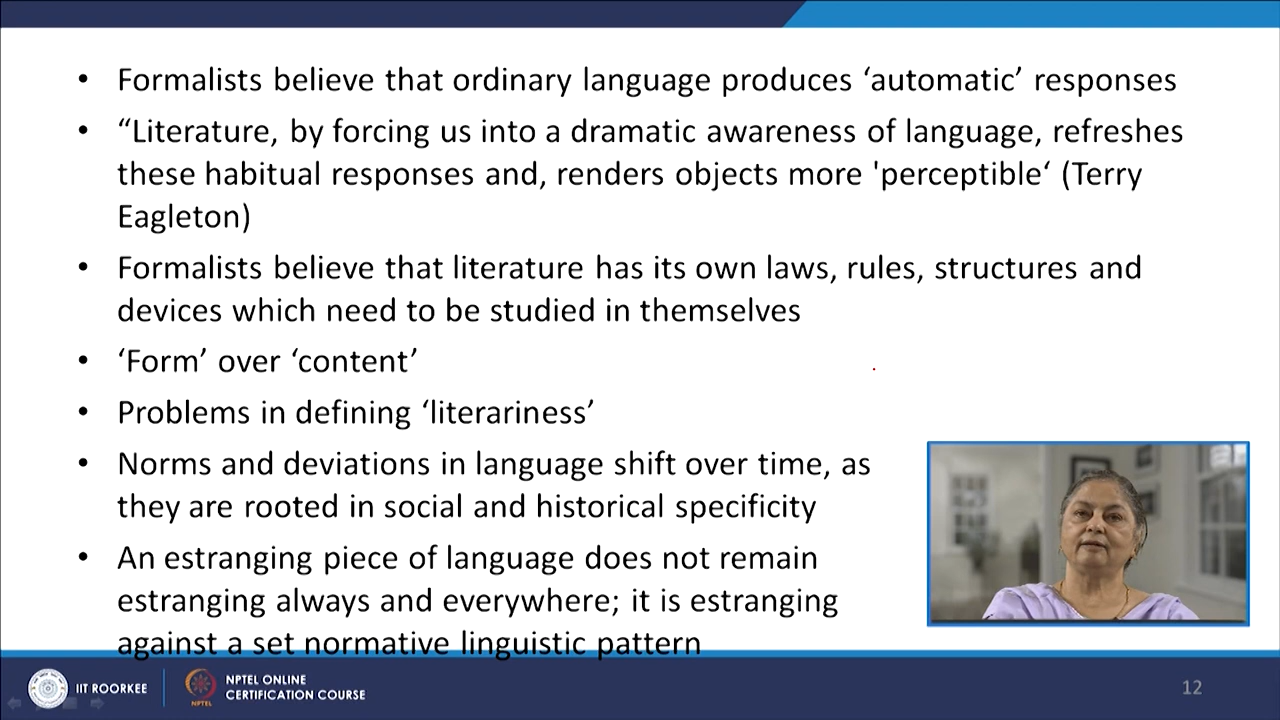 • Formalists believe that ordinary language produces ‘automatic’ responses
• “Literature, by forcing us into a dramatic awareness of language, refreshes
these habitual responses and, renders objects more 'perceptible‘ (Terry
Eagleton)
• Formalists believe that literature has its own laws, rules, structures and
devices which need to be studied in themselves
• ‘Form’ over ‘content’
• Problems in defining ‘literariness’
• Norms and deviations in language shift over time, as
they are rooted in social and historical specificity
• An estranging piece of language does not remain
estranging always and everywhere; it is estranging
against a set normative linguistic pattern
IIT ROORKEE
NPTEL
NPTEL ONLINE
CERTIFICATION COURSE
12